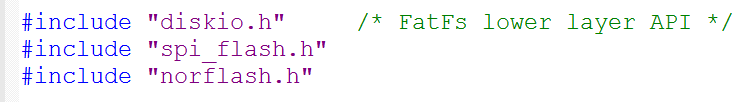 #include "diskio.h"     /* FatFs lower layer API */
#include "spi_flash.h"
#include "norflash.h"